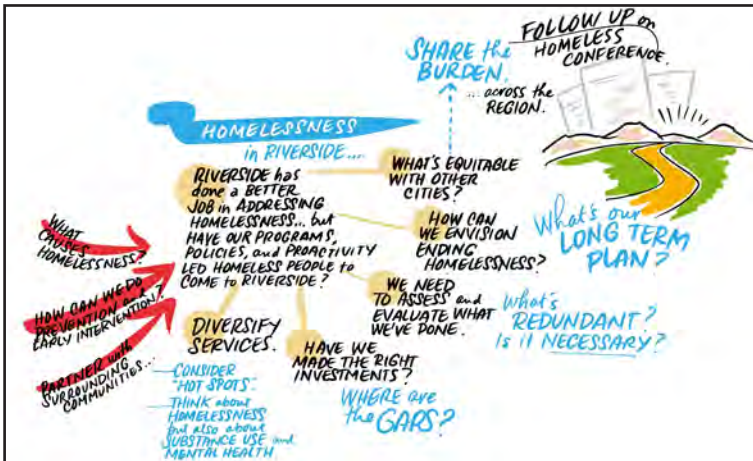 FOLLOW UP on
HOMELESS
CONFERENCE.
SHARE the
BURDEN.
...across the
REGION.
HOMELESSNESS
in RIVERSIDE....
RIVERSIDE has
done a BETTER
JOB in ADDRESSING
HOMELESSNESS... but
HAVE OUR PROGRAMS,
POLICIES, and PROACTIVITY
LED HOMELESS PEOPLE to
COME to RIVERSIDE?
WHAT'S EQUITABLE
WITH OTHER
CITIES?
HOW CAN
WE ENVISION
ENDING
HOMELESSNESS?
WE NEED
TO ASSESS and
EVALUATE WHAT
WE'VE DONE.
HAVE WE
MADE THE RIGHT
INVESTMENTS?
WHERE are
the GAPS?
DIVERSIFY
SERVICES.
- CONSIDER
"HOT SPOTS"
- THINK about
HOMELESSNESS
but also about
SUBSTANCE USE and
MENTAL HEALTH
WHAT
CAUSES
HOMELESSNESS?
HOW CAN WE DO
PREVENTION and
EARLY INTERVENTION?
PARTNER with
SURROUNDING
COMMUNITIES...
What's our
LONG TERM
PLAN?
What's
REDUNDANT?
Is it NECESSARY?